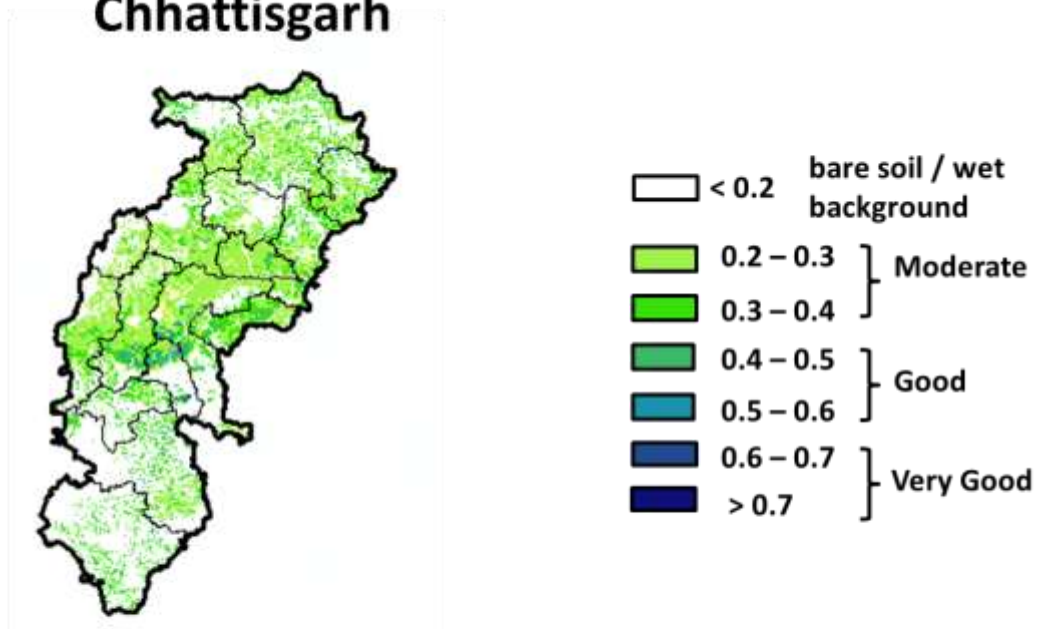 Chhattisgarh
< 0.2 bare soil / wet
background
0.2 – 0.3
Moderate
0.3 – 0.4
0.4 – 0.5
Good
0.5 – 0.6
0.6 – 0.7
Very Good
> 0.7